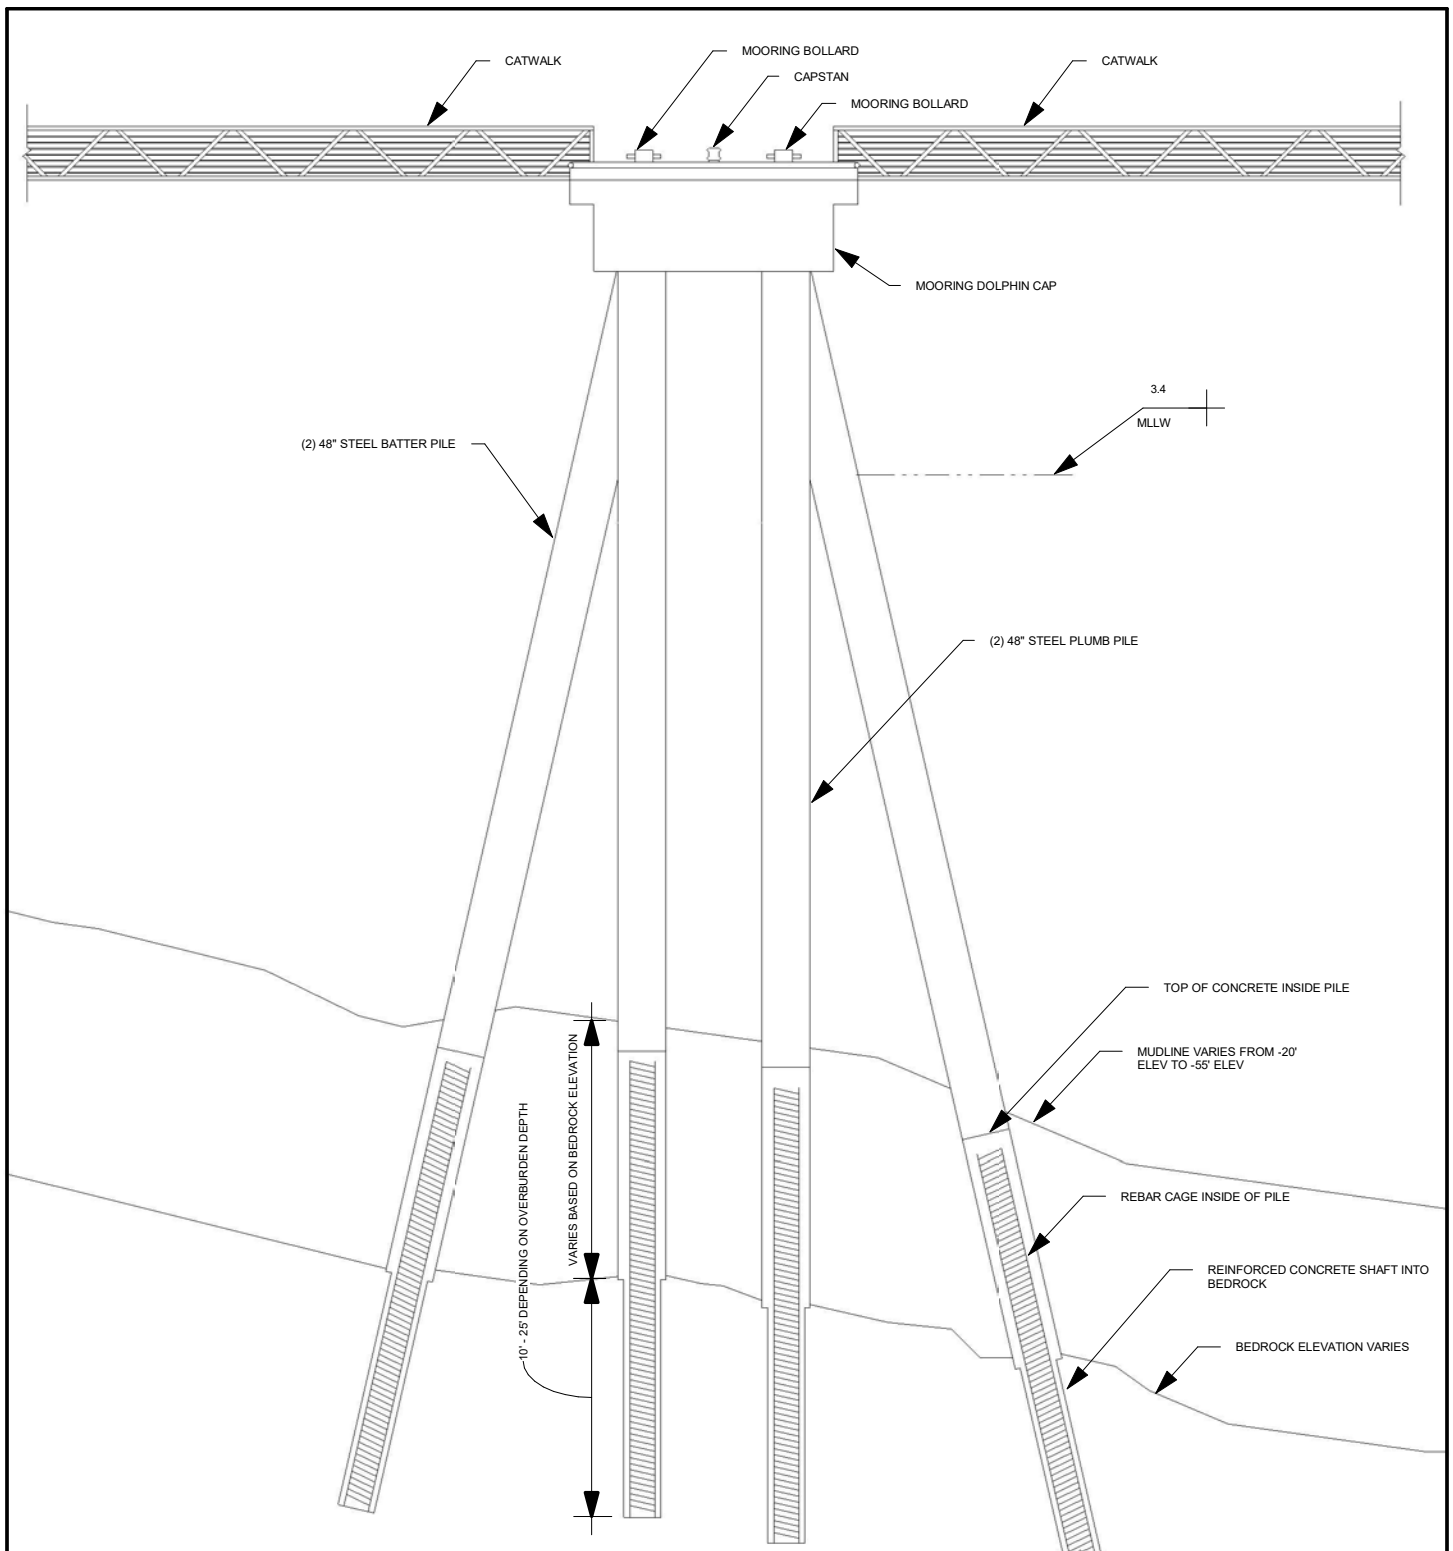 MOORING BOLLARD
CATWALK
CATWALK
CAPSTAN
MOORING BOLLARD
MOORING DOLPHIN CAP
3.4
MLLW
(2) 48" STEEL BATTER PILE
(2) 48" STEEL PLUMB PILE
TOP OF CONCRETE INSIDE PILE
MUDLINE VARIES FROM -20'
ELEV TO -55' ELEV
VARIES BASED ON BEDROCK ELEVATION
10' - 25' DEPENDING ON OVERBURDEN DEPTH
REBAR CAGE INSIDE OF PILE
REINFORCED CONCRETE SHAFT INTO
BEDROCK
BEDROCK ELEVATION VARIES